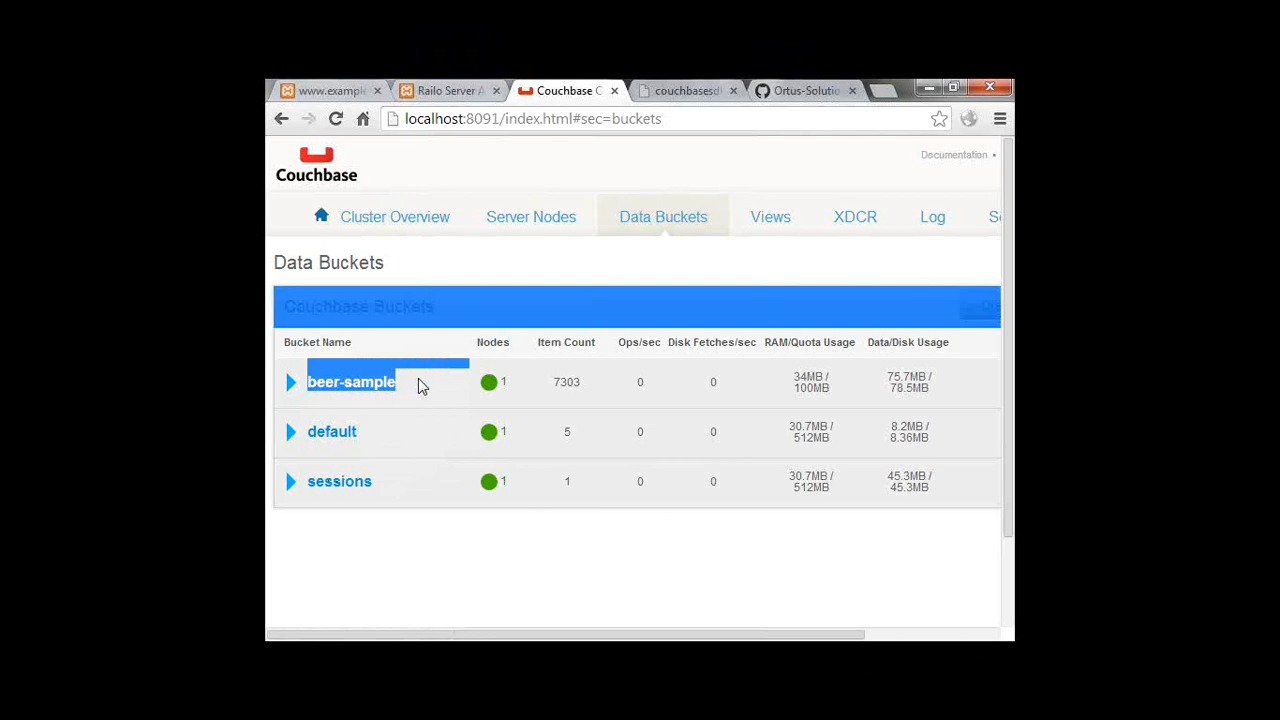 www.example
Railo Server A
Couchbase C
couchbasesd
Ortus-Solutio
localhost:8091/index.html#sec=buckets
Documentation •
Couchbase
Cluster Overview
Server Nodes
Data Buckets
Views
XDCR
Log
Se
Data Buckets
Couchbase Buckets
Bucket Name Nodes Item Count Ops/sec Disk Fetches/sec RAM/Quota Usage Data/Disk Usage
beer-sample 1 7303 0 0 34MB / 100MB 75.7MB / 78.5MB
default 1 5 0 0 30.7MB / 512MB 8.2MB / 8.36MB
sessions 1 1 0 0 30.7MB / 512MB 45.3MB / 45.3MB